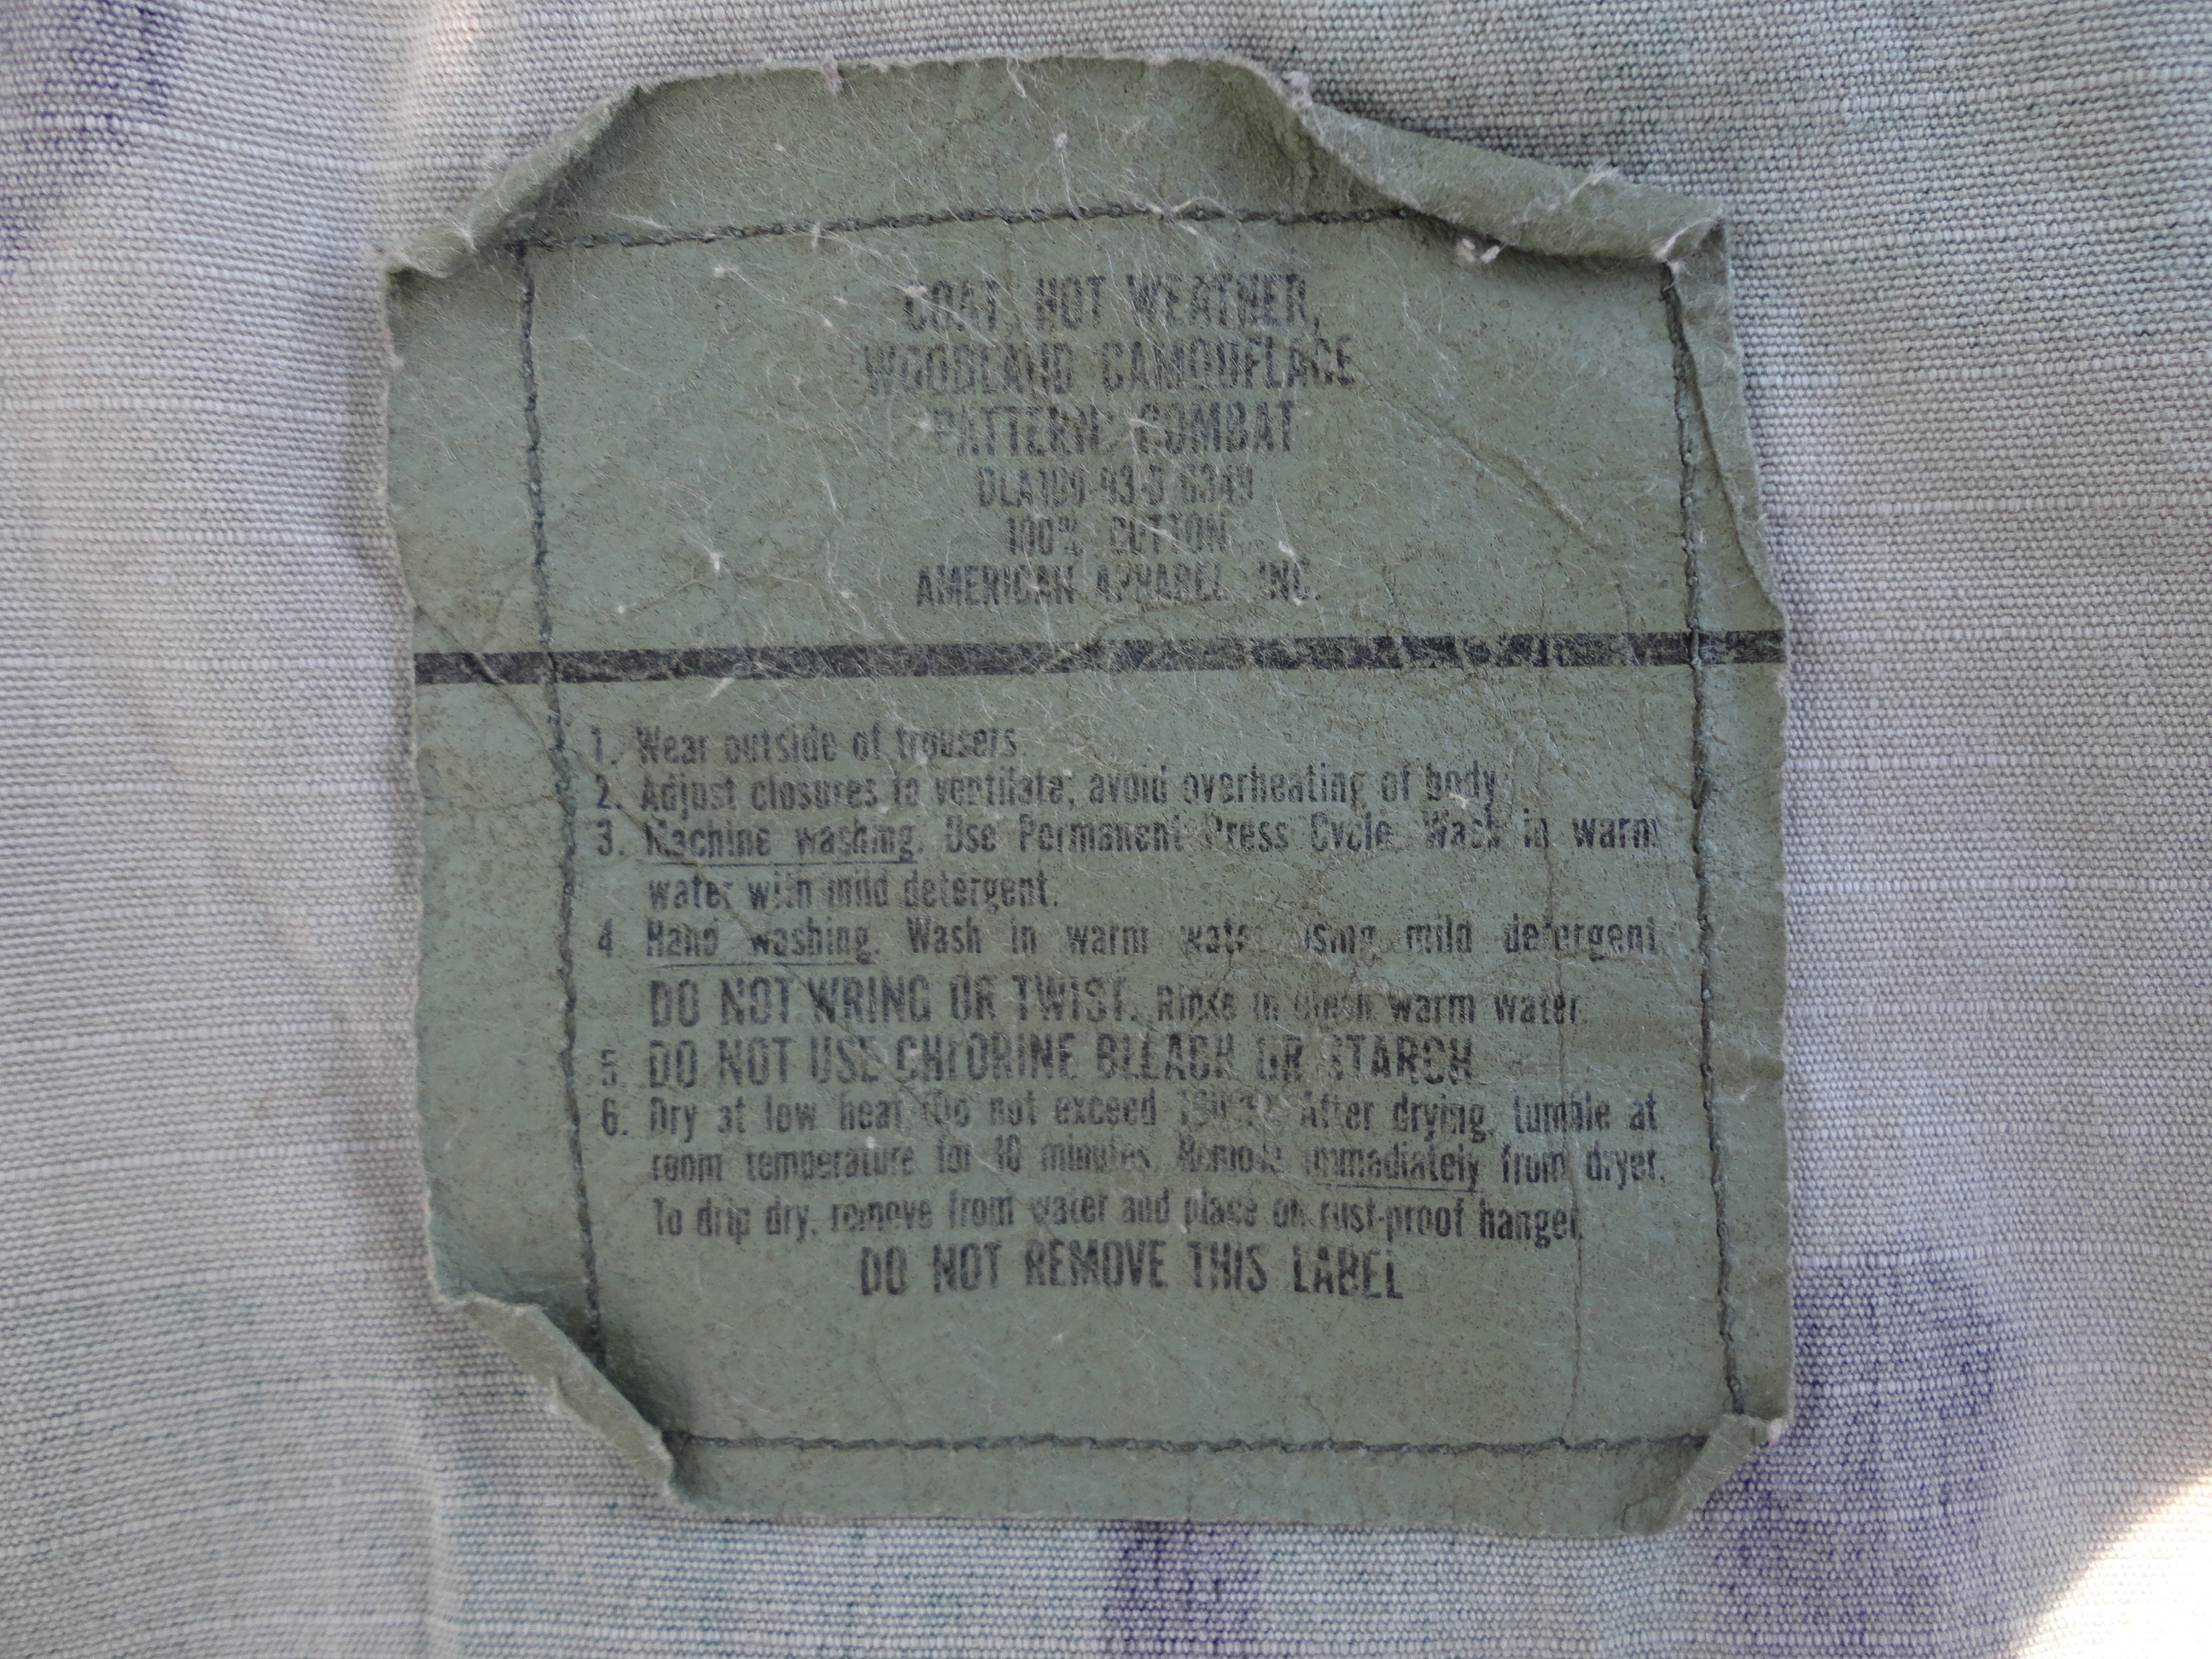 COAT, HOT WEATHER,
WOODLAND CAMOUFLAGE
PATTERN: COMBAT
DLA100-93-D-
100% COTTON
AMERICAN APPAREL, INC.
1. Wear outside of trousers.
2. Adjust closures to ventilate; avoid overheating of body.
3. Machine washing. Use Permanent Press Cycle. Wash in warm
water with mild detergent.
4. Hand washing. Wash in warm water using mild detergent.
DO NOT WRING OR TWIST. Rinse in clean warm water.
5. DO NOT USE CHLORINE BLEACH OR STARCH.
6. Dry at low heat (Do not exceed After drying, tumble at
room temperature for 10 minutes. Remove immediately from dryer.
To drip dry, remove from water and place on rust-proof hanger.
DO NOT REMOVE THIS LABEL